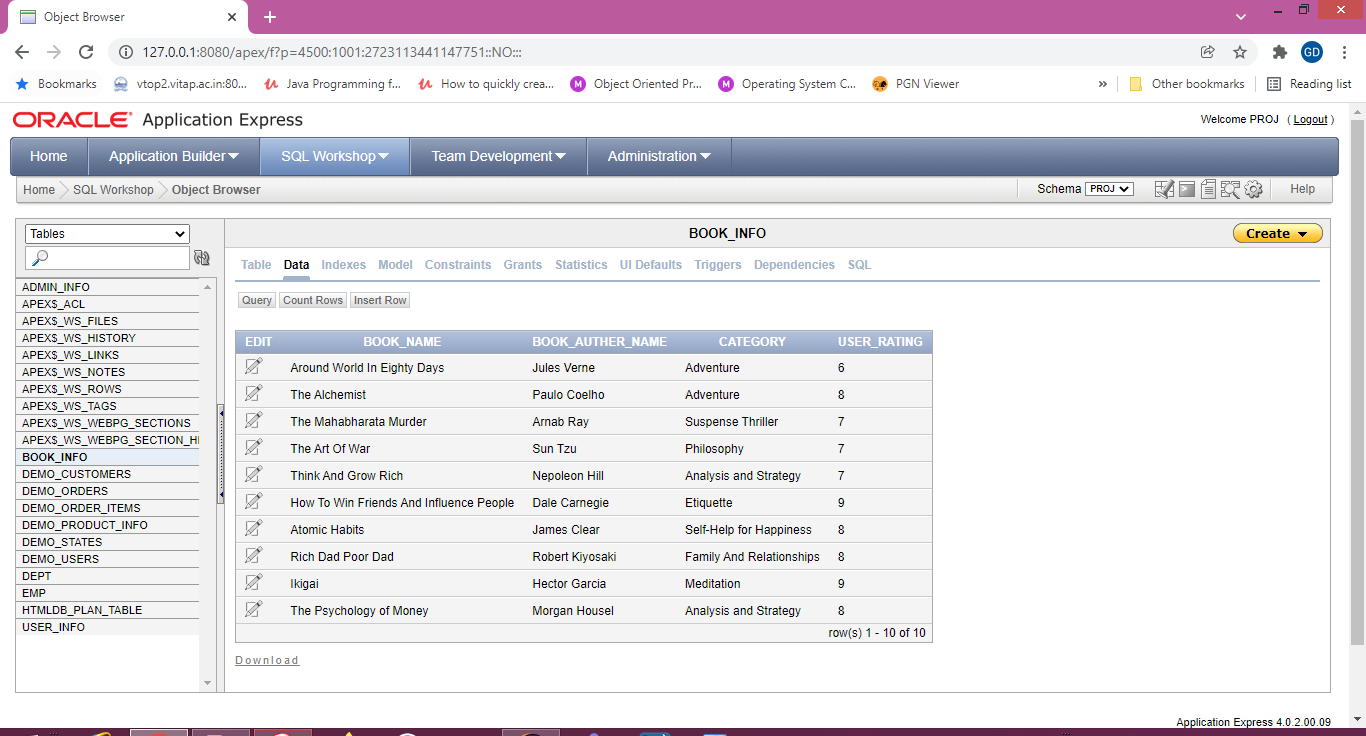 Object Browser
127.0.0.1:8080/apex/f?p=4500:1001:2723113441147751::NO:::
GD
Bookmarks vtop2.vitap.ac.in:80... Java Programming f... How to quickly crea... M Object Oriented Pr... M Operating System C... PGN Viewer » Other bookmarks Reading list
ORACLE Application Express
Welcome PROJ ( Logout )
Home Application Builder SQL Workshop Team Development Administration
Home SQL Workshop Object Browser Schema PROJ Help
Tables
BOOK_INFO
Create
Table Data Indexes Model Constraints Grants Statistics UI Defaults Triggers Dependencies SQL
Query Count Rows Insert Row
ADMIN_INFO
APEX$_ACL
APEX$_WS_FILES
APEX$_WS_HISTORY
APEX$_WS_LINKS
APEX$_WS_NOTES
APEX$_WS_ROWS
APEX$_WS_TAGS
APEX$_WS_WEBPG_SECTIONS
APEX$_WS_WEBPG_SECTION_HI
BOOK_INFO
DEMO_CUSTOMERS
DEMO_ORDERS
DEMO_ORDER_ITEMS
DEMO_PRODUCT_INFO
DEMO_STATES
DEMO_USERS
DEPT
EMP
HTMLDB_PLAN_TABLE
USER_INFO
EDIT BOOK_NAME BOOK_AUTHER_NAME CATEGORY USER_RATING
Around World In Eighty Days Jules Verne Adventure 6
The Alchemist Paulo Coelho Adventure 8
The Mahabharata Murder Arnab Ray Suspense Thriller 7
The Art Of War Sun Tzu Philosophy 7
Think And Grow Rich Nepoleon Hill Analysis and Strategy 7
How To Win Friends And Influence People Dale Carnegie Etiquette 9
Atomic Habits James Clear Self-Help for Happiness 8
Rich Dad Poor Dad Robert Kiyosaki Family And Relationships 8
Ikigai Hector Garcia Meditation 9
The Psychology of Money Morgan Housel Analysis and Strategy 8
row(s) 1 - 10 of 10
Download
Application Express 4.0.2.00.09